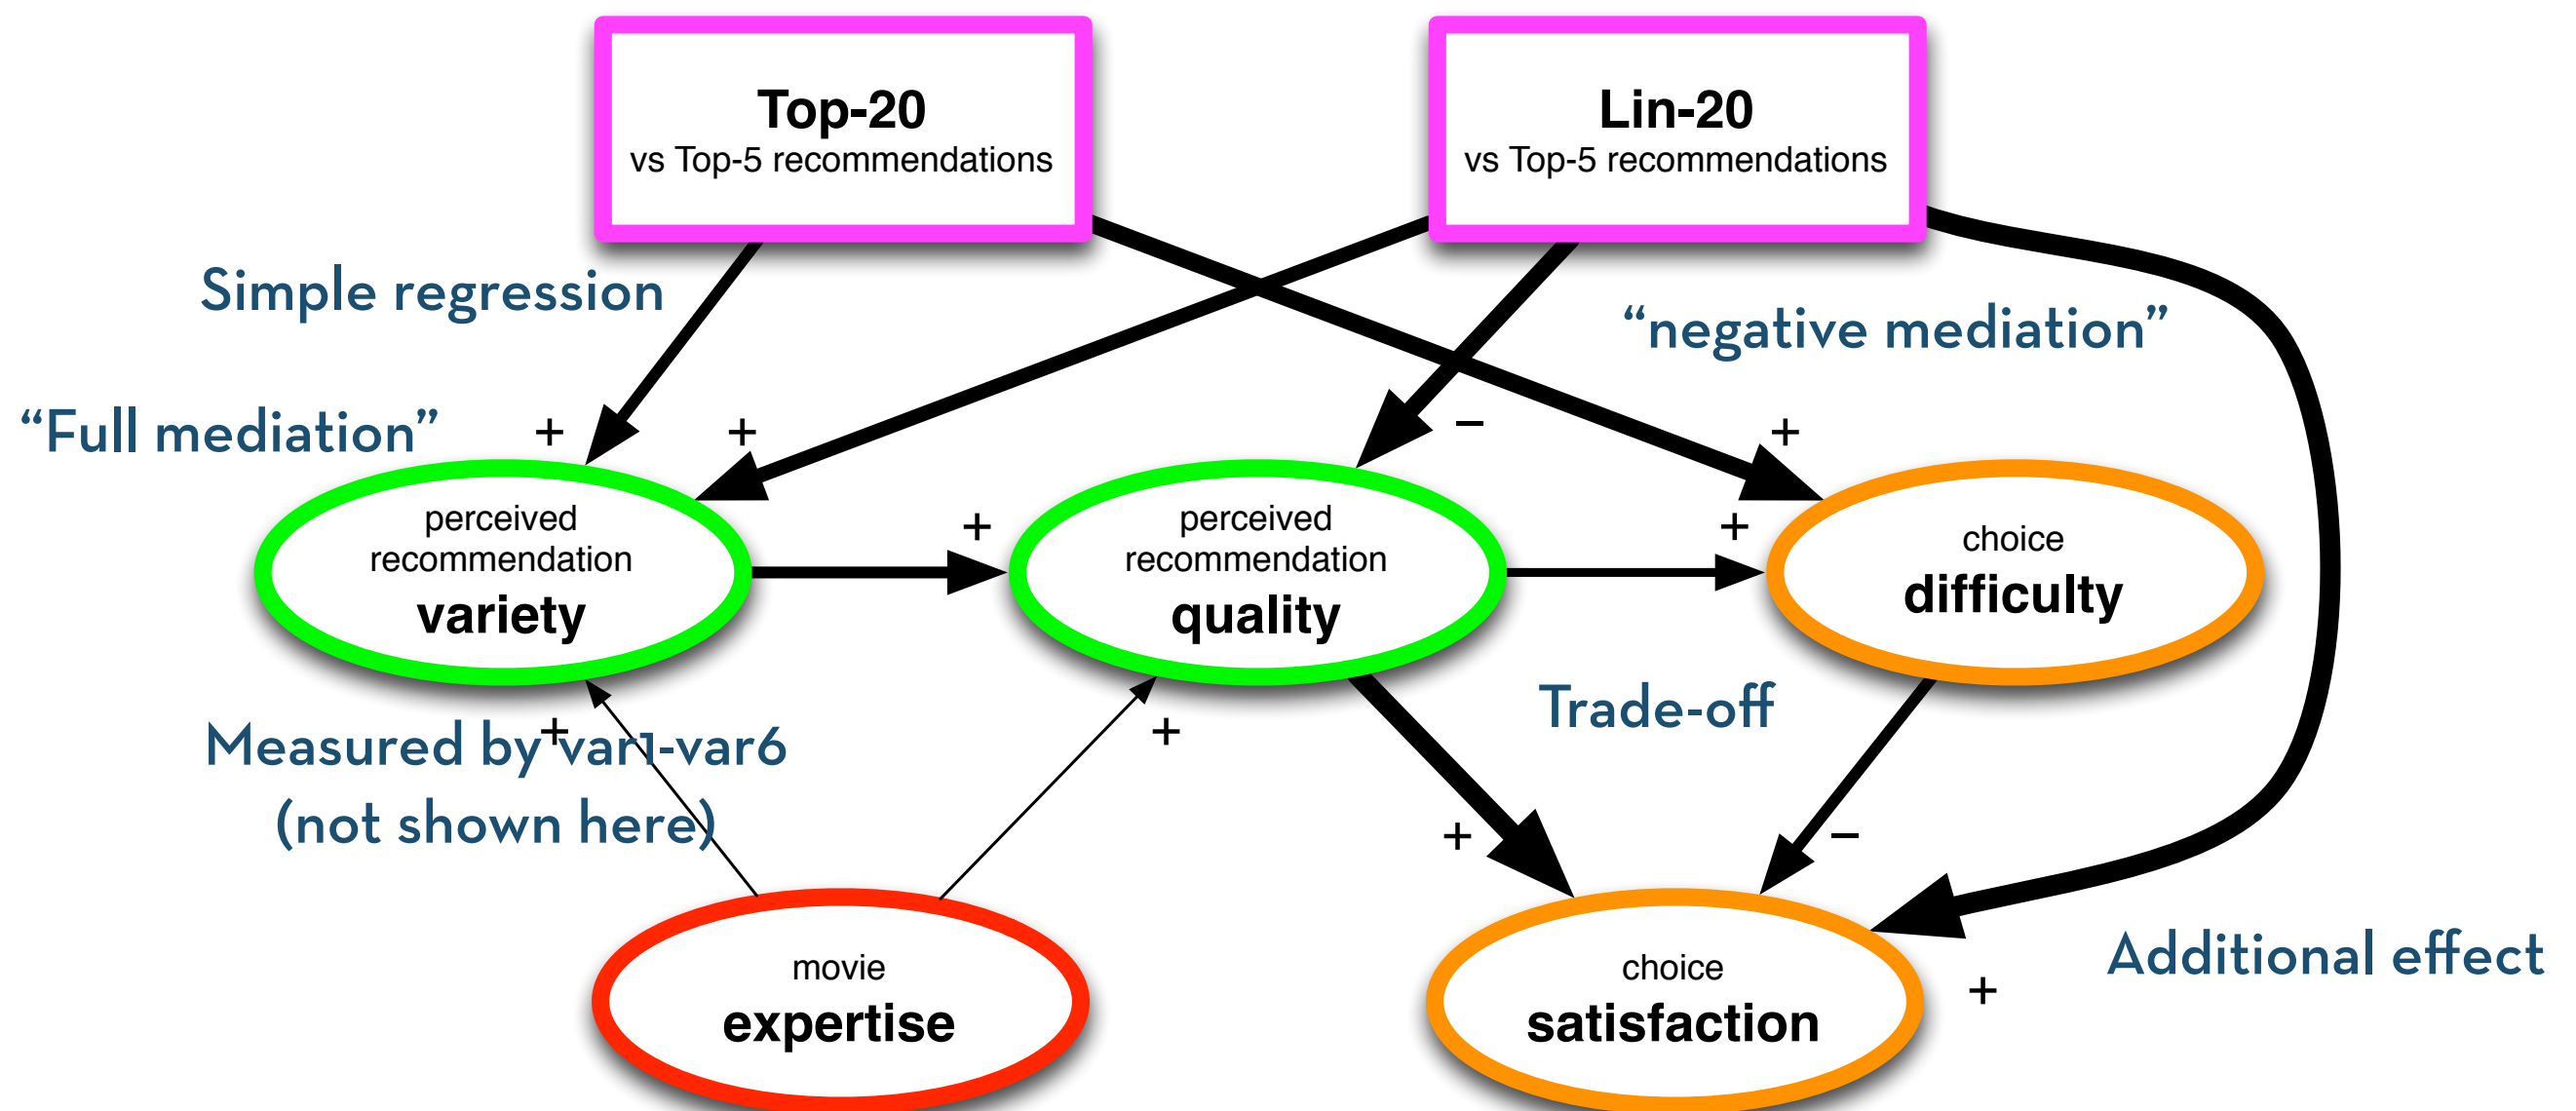 Top-20
vs Top-5 recommendations
Lin-20
vs Top-5 recommendations
Simple regression
“negative mediation”
“Full mediation”
+
+
−
+
perceived
recommendation
variety
+
perceived
recommendation
quality
+
choice
difficulty
Trade-off
+
Measured by var1-var6
(not shown here)
+
+
−
movie
expertise
choice
satisfaction
Additional effect
+